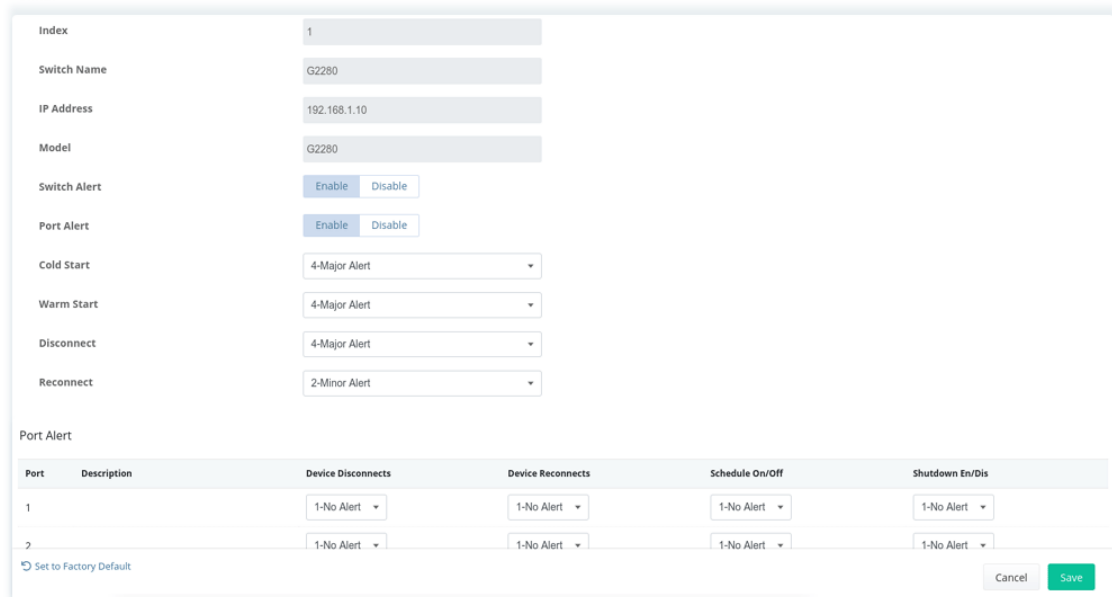 Index 1
Switch Name G2280
IP Address 192.168.1.10
Model G2280
Switch Alert Enable Disable
Port Alert Enable Disable
Cold Start 4-Major Alert
Warm Start 4-Major Alert
Disconnect 4-Major Alert
Reconnect 2-Minor Alert
Port Alert
Port Description Device Disconnects Device Reconnects Schedule On/Off Shutdown En/Dis
1 1-No Alert 1-No Alert 1-No Alert 1-No Alert
2 1-No Alert 1-No Alert 1-No Alert 1-No Alert
Set to Factory Default
Cancel Save